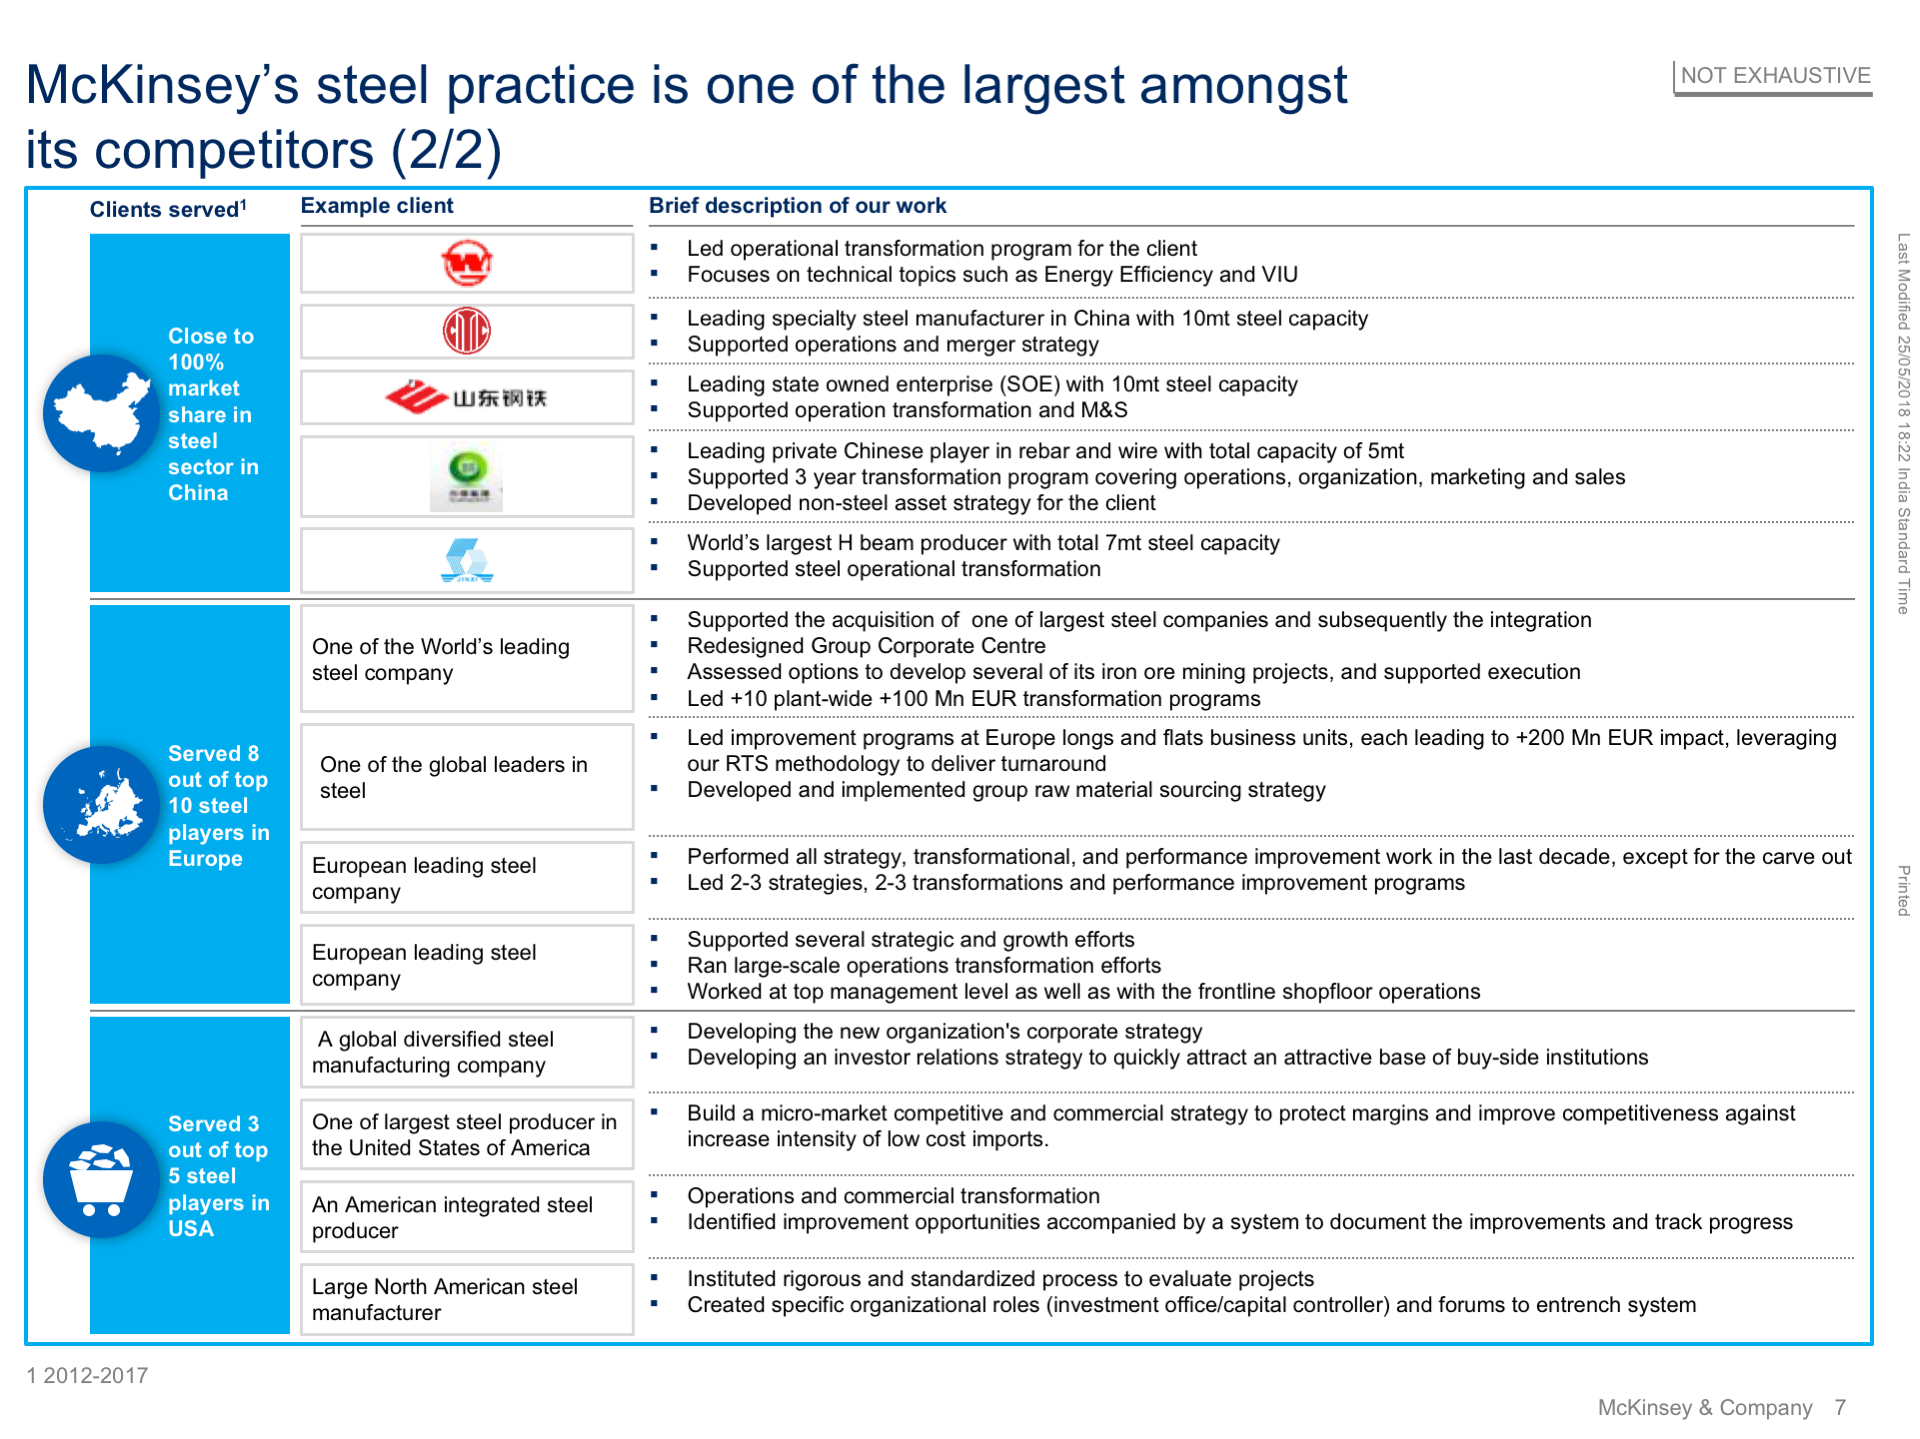 McKinsey’s steel practice is one of the largest amongst
its competitors (2/2)
NOT EXHAUSTIVE
Clients served1
Example client
Brief description of our work
Close to
100%
market
share in
steel
sector in
China
▪ Led operational transformation program for the client
▪ Focuses on technical topics such as Energy Efficiency and VIU
CITIC
▪ Leading specialty steel manufacturer in China with 10mt steel capacity
▪ Supported operations and merger strategy
山东钢铁
▪ Leading state owned enterprise (SOE) with 10mt steel capacity
▪ Supported operation transformation and M&S
▪ Leading private Chinese player in rebar and wire with total capacity of 5mt
▪ Supported 3 year transformation program covering operations, organization, marketing and sales
▪ Developed non-steel asset strategy for the client
JINXI
▪ World’s largest H beam producer with total 7mt steel capacity
▪ Supported steel operational transformation
Served 8
out of top
10 steel
players in
Europe
One of the World’s leading
steel company
▪ Supported the acquisition of  one of largest steel companies and subsequently the integration
▪ Redesigned Group Corporate Centre
▪ Assessed options to develop several of its iron ore mining projects, and supported execution
▪ Led +10 plant-wide +100 Mn EUR transformation programs
One of the global leaders in
steel
▪ Led improvement programs at Europe longs and flats business units, each leading to +200 Mn EUR impact, leveraging
our RTS methodology to deliver turnaround
▪ Developed and implemented group raw material sourcing strategy
European leading steel
company
▪ Performed all strategy, transformational, and performance improvement work in the last decade, except for the carve out
▪ Led 2-3 strategies, 2-3 transformations and performance improvement programs
European leading steel
company
▪ Supported several strategic and growth efforts
▪ Ran large-scale operations transformation efforts
▪ Worked at top management level as well as with the frontline shopfloor operations
Served 3
out of top
5 steel
players in
USA
A global diversified steel
manufacturing company
▪ Developing the new organization's corporate strategy
▪ Developing an investor relations strategy to quickly attract an attractive base of buy-side institutions
One of largest steel producer in
the United States of America
▪ Build a micro-market competitive and commercial strategy to protect margins and improve competitiveness against
increase intensity of low cost imports.
An American integrated steel
producer
▪ Operations and commercial transformation
▪ Identified improvement opportunities accompanied by a system to document the improvements and track progress
Large North American steel
manufacturer
▪ Instituted rigorous and standardized process to evaluate projects
▪ Created specific organizational roles (investment office/capital controller) and forums to entrench system
Last Modified 25/05/2018 18:22 India Standard Time
Printed
1 2012-2017
McKinsey & Company 7